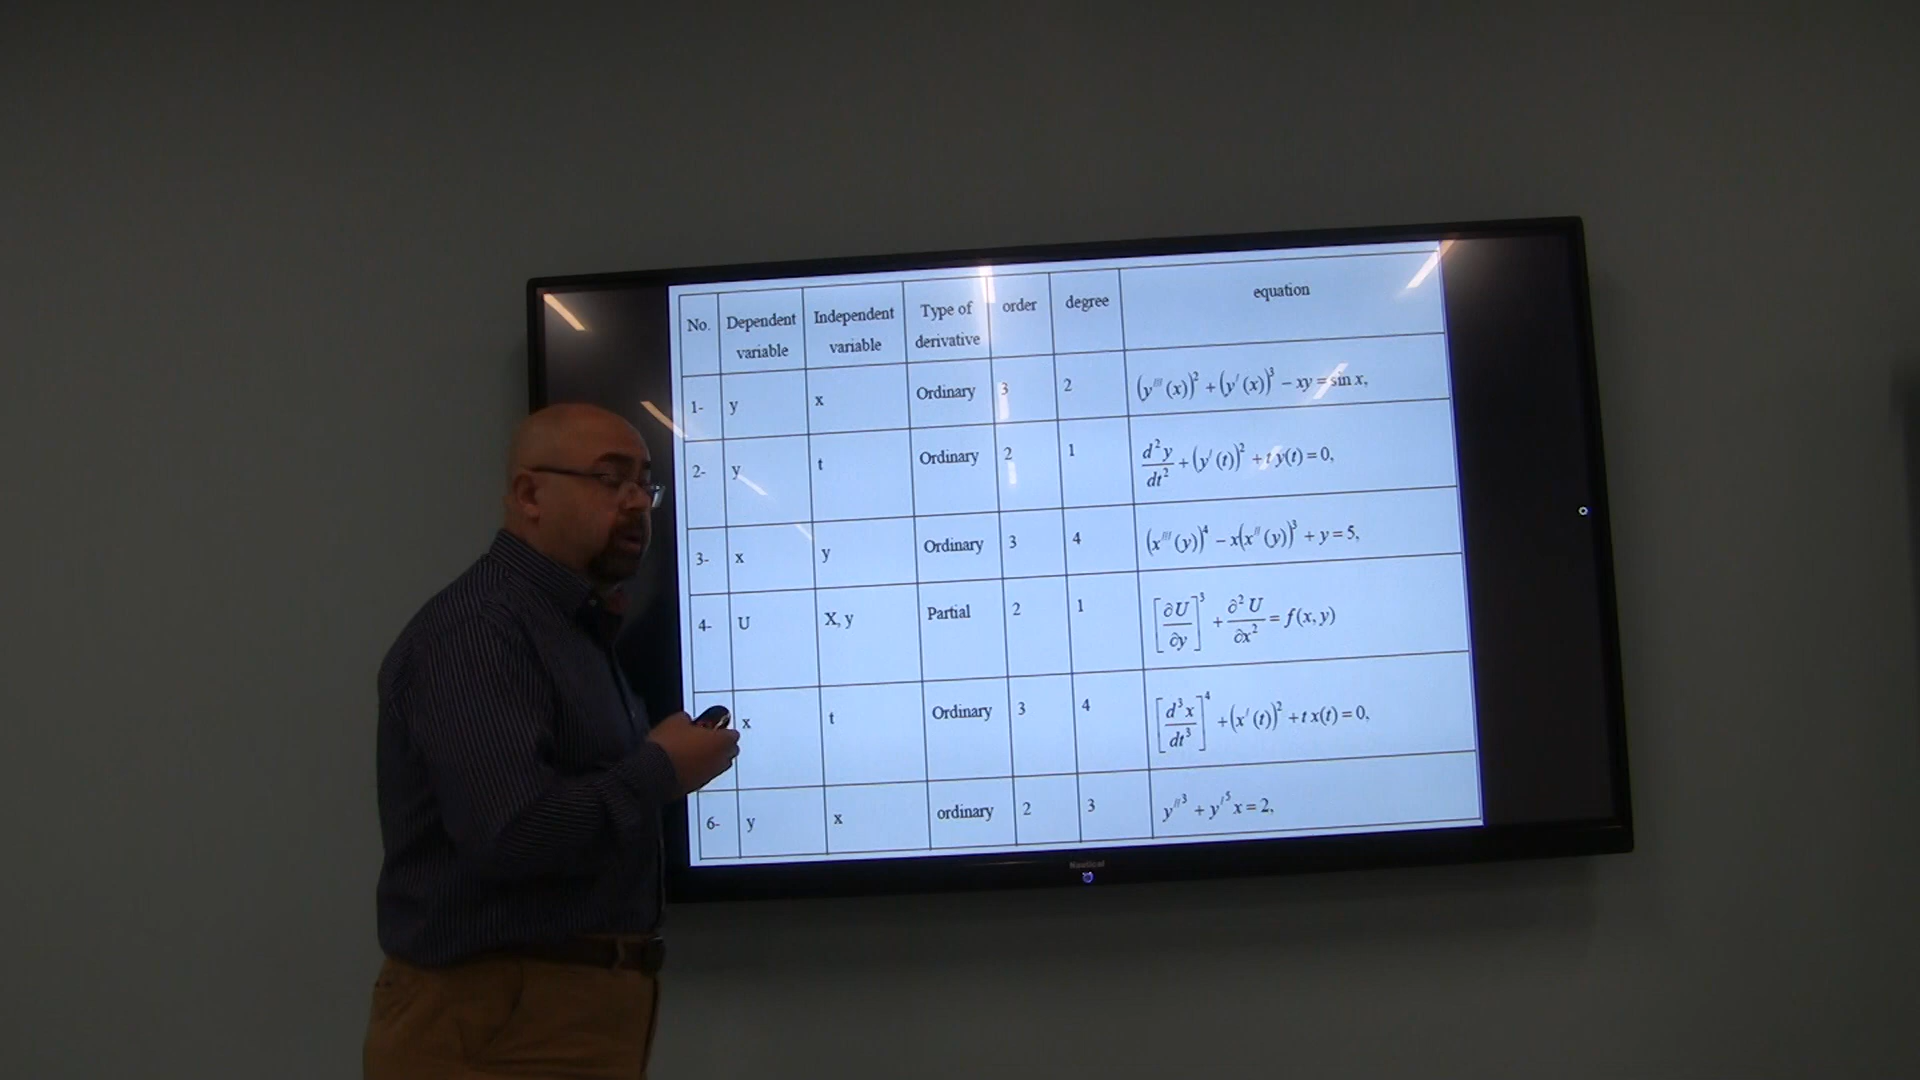 No. Dependent variable Independent variable Type of derivative order degree equation
1- y x Ordinary 3 2 (y′′′(x))² + (y′(x))³ − xy = sin x,
2- y t Ordinary 2 1 d²y/dt² + (y′(t))² + t y(t) = 0,
3- x y Ordinary 3 4 (x′′′(y))⁴ − x(x′′(y))³ + y = 5,
4- U X, y Partial 2 1 [∂U/∂y]³ + ∂²U/∂x² = f(x, y)
x t Ordinary 3 4 [d³x/dt³]⁴ + (x′(t))² + t x(t) = 0,
6- y x ordinary 2 3 y′′³ + y′⁵ x = 2,
Nautical